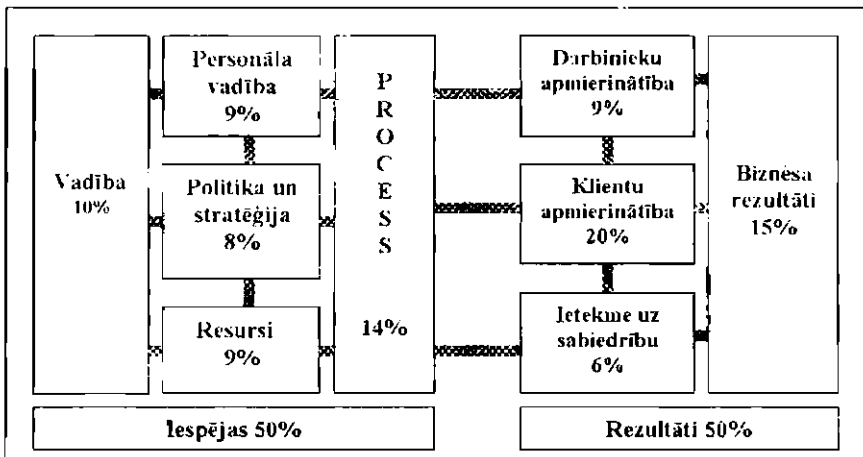 Vadība
10%
Personāla
vadība
9%
Politika un
stratēģija
8%
Resursi
9%
P
R
O
C
E
S
S
14%
Darbinieku
apmierinātība
9%
Klientu
apmierinātība
20%
Ietekme uz
sabiedrību
6%
Biznesa
rezultāti
15%
Iespējas 50%
Rezultāti 50%